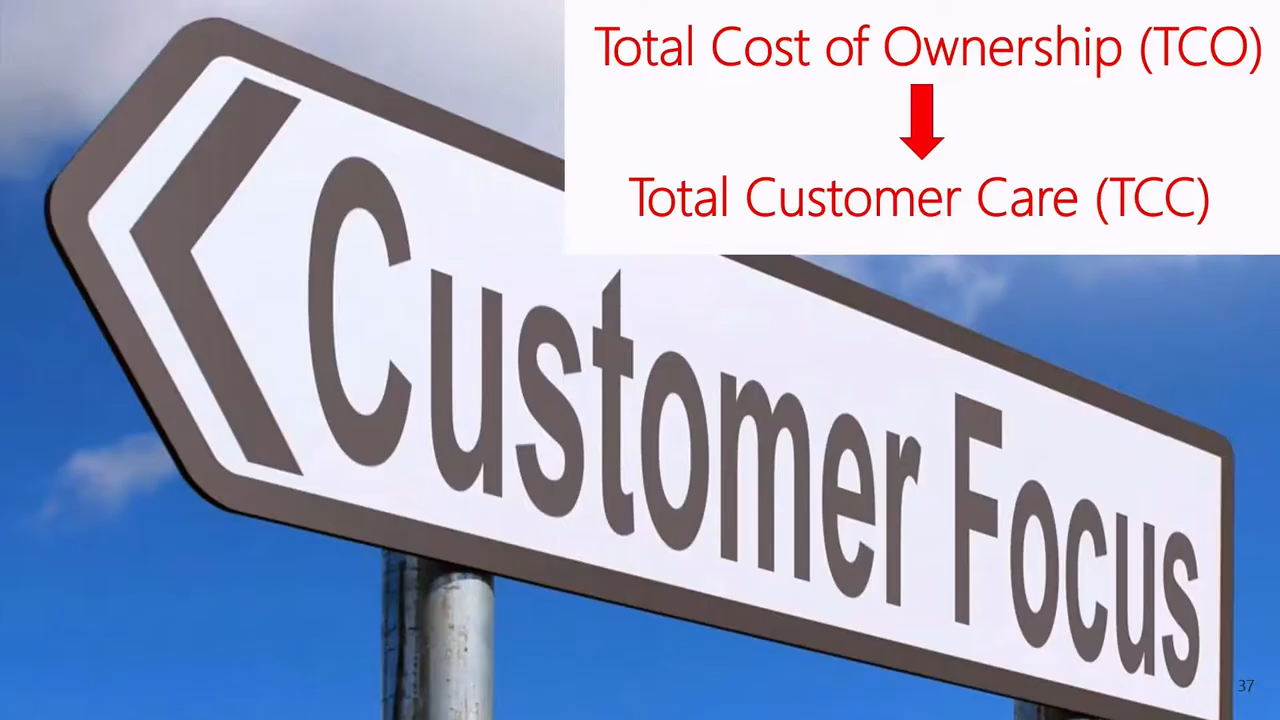 Total Cost of Ownership (TCO)
Total Customer Care (TCC)
Customer Focus
37